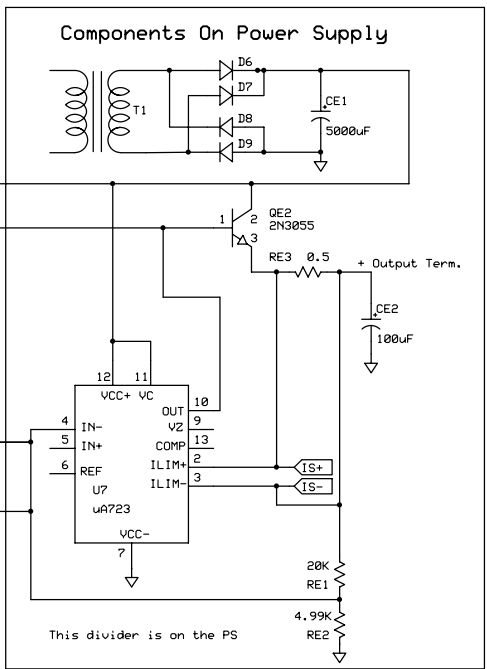 Components On Power Supply
D6
D7
T1
CE1
D8
5000uF
D9
QE2
1
2
2N3055
3
RE3 0.5
+ Output Term.
CE2
100uF
12 11
VCC+ VC
10
OUT
4
IN-
9
VZ
5
IN+
13
COMP
2
ILIM+
IS+
6
REF
3
ILIM-
IS-
U7
uA723
VCC-
7
20K
RE1
4.99K
This divider is on the PS
RE2